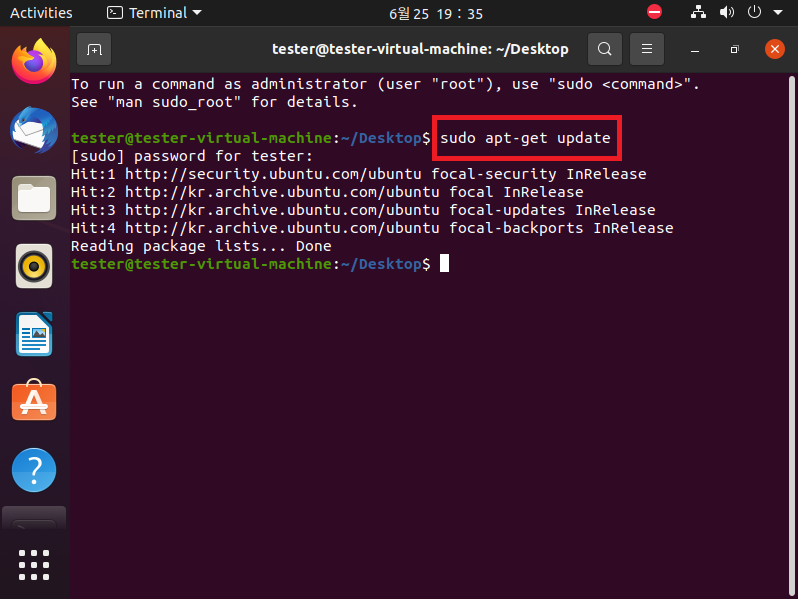 Activities Terminal 6월 25 19：35
tester@tester-virtual-machine: ~/Desktop
To run a command as administrator (user "root"), use "sudo <command>".
See "man sudo_root" for details.
tester@tester-virtual-machine:~/Desktop$ sudo apt-get update
[sudo] password for tester:
Hit:1 http://security.ubuntu.com/ubuntu focal-security InRelease
Hit:2 http://kr.archive.ubuntu.com/ubuntu focal InRelease
Hit:3 http://kr.archive.ubuntu.com/ubuntu focal-updates InRelease
Hit:4 http://kr.archive.ubuntu.com/ubuntu focal-backports InRelease
Reading package lists... Done
tester@tester-virtual-machine:~/Desktop$